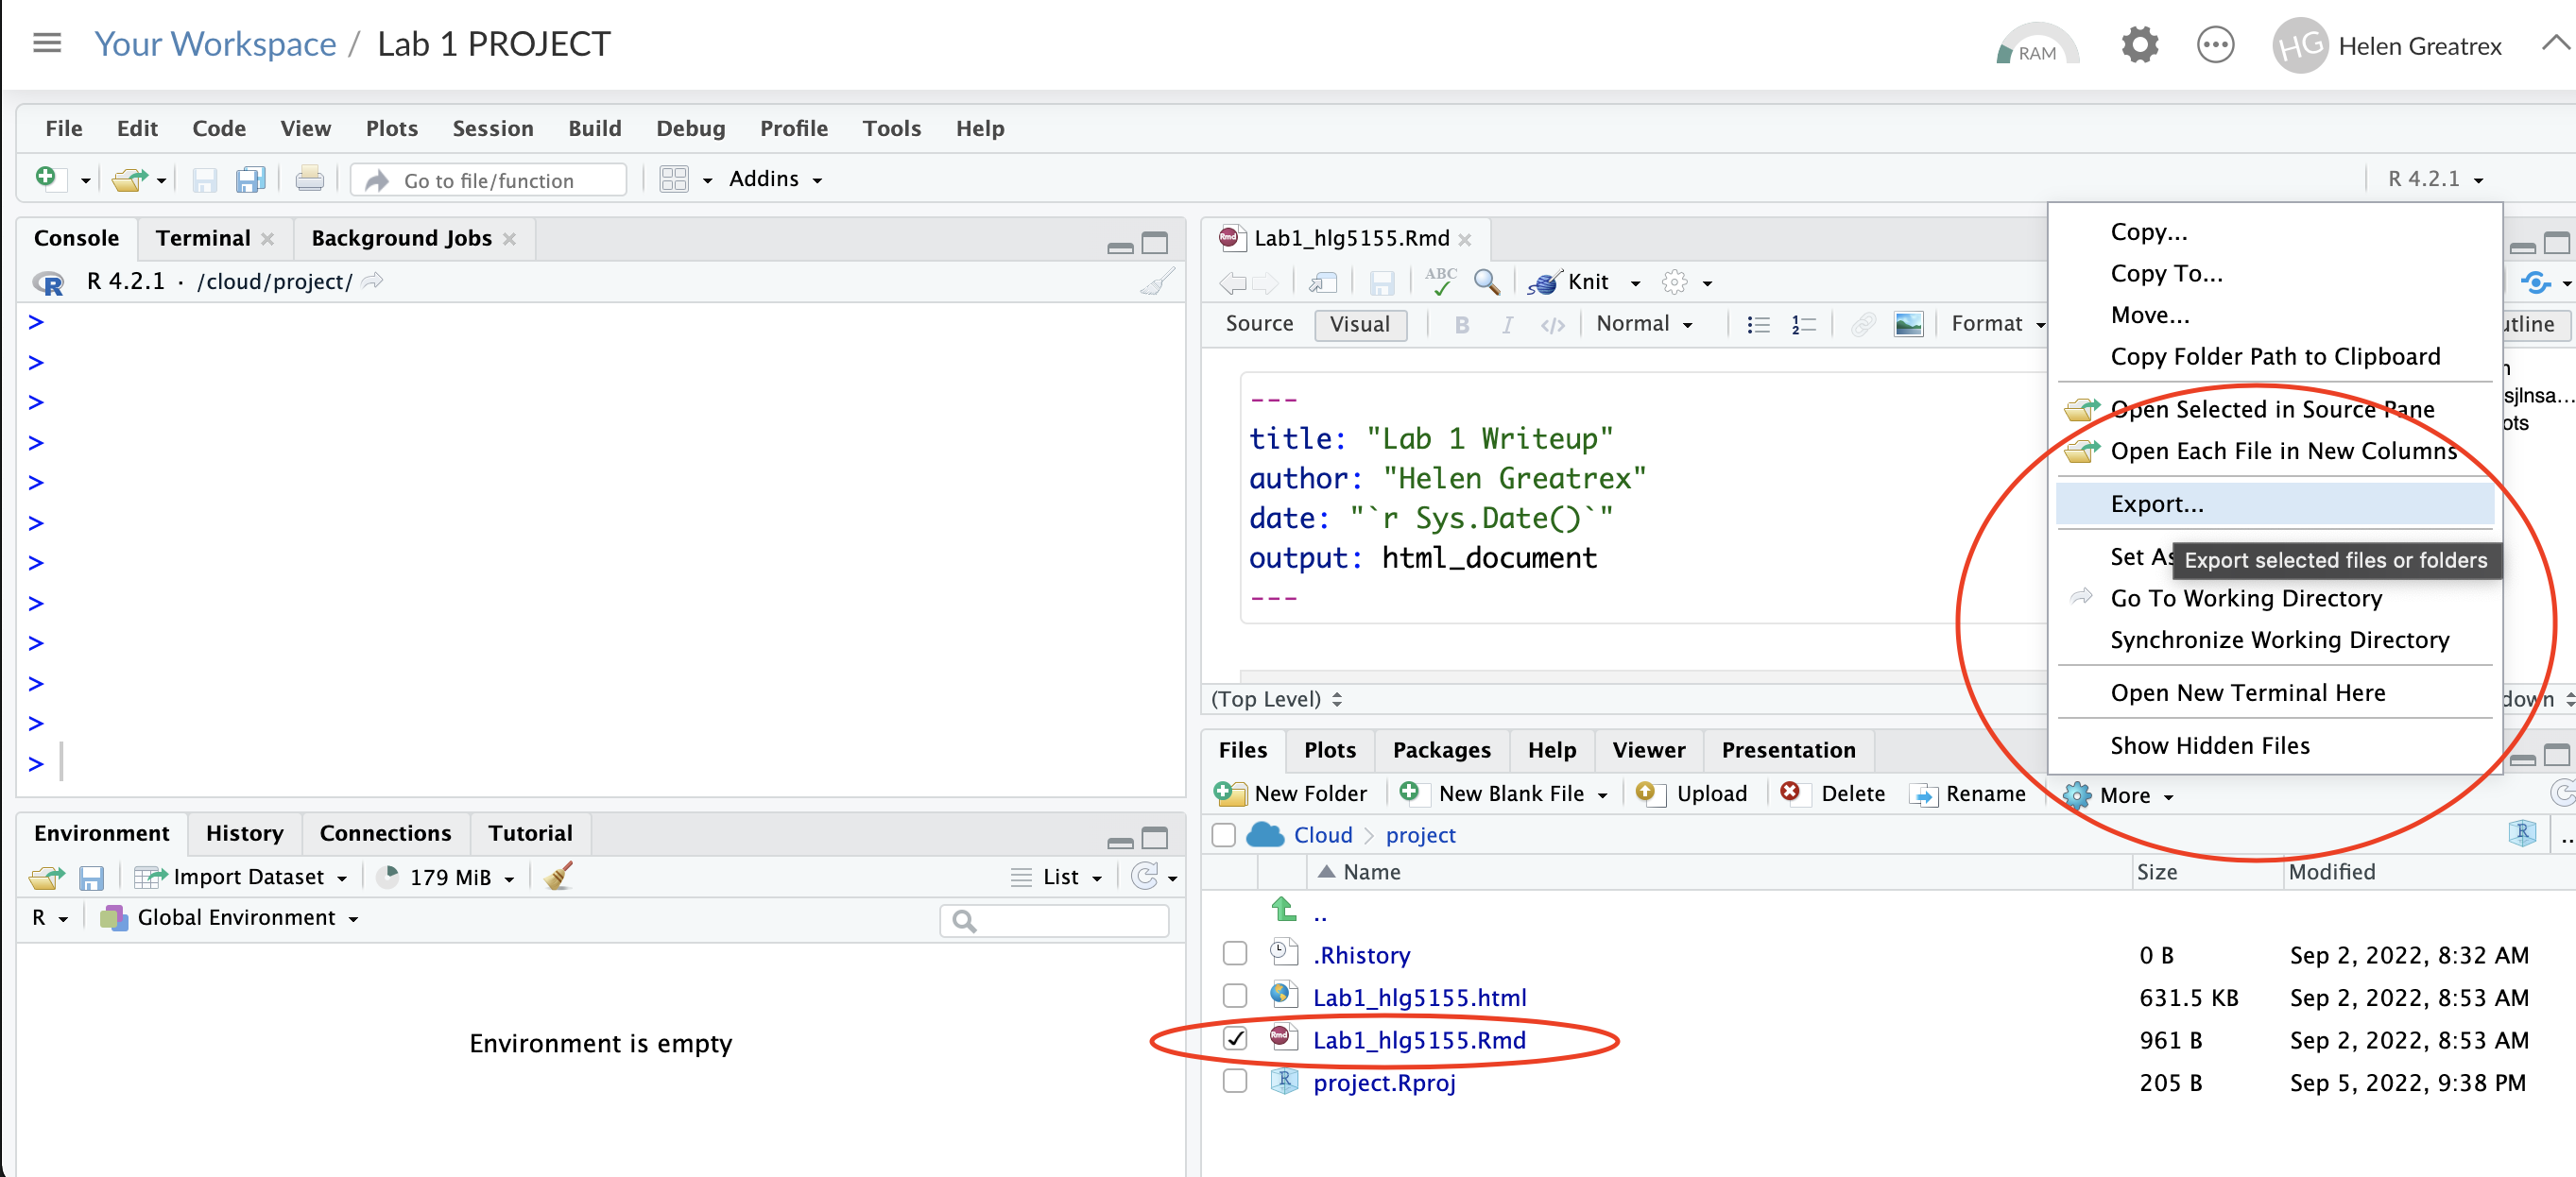 Your Workspace / Lab 1 PROJECT
RAM
HG
Helen Greatrex
File Edit Code View Plots Session Build Debug Profile Tools Help
Go to file/function
Addins
R 4.2.1
Console Terminal Background Jobs
R 4.2.1 · /cloud/project/
>
>
>
>
>
>
>
>
>
>
>
>
Environment History Connections Tutorial
Import Dataset 179 MiB List
R Global Environment
Environment is empty
Lab1_hlg5155.Rmd
ABC Knit
Source Visual B I </> Normal Format
---
title: "Lab 1 Writeup"
author: "Helen Greatrex"
date: "`r Sys.Date()`"
output: html_document
---
(Top Level)
Copy...
Copy To...
Move...
Copy Folder Path to Clipboard
Open Selected in Source Pane
Open Each File in New Columns
Export...
Set As
Export selected files or folders
Go To Working Directory
Synchronize Working Directory
Open New Terminal Here
Show Hidden Files
Files Plots Packages Help Viewer Presentation
New Folder New Blank File Upload Delete Rename More
Cloud project
Name Size Modified
..
.Rhistory 0 B Sep 2, 2022, 8:32 AM
Lab1_hlg5155.html 631.5 KB Sep 2, 2022, 8:53 AM
Lab1_hlg5155.Rmd 961 B Sep 2, 2022, 8:53 AM
project.Rproj 205 B Sep 5, 2022, 9:38 PM